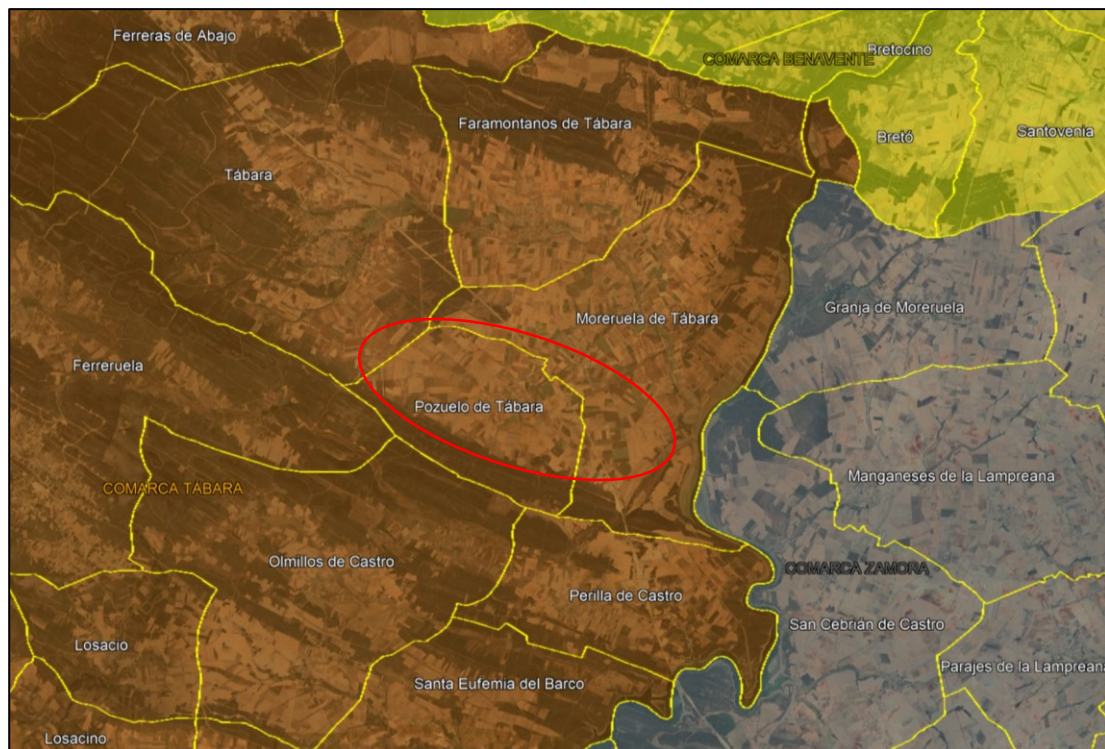 Ferreras de Abajo
Bretocino
COMARCA BENAVENTE
Faramontanos de Tábara
Santovenia
Bretó
Tábara
Granja de Moreruela
Moreruela de Tábara
Ferreruela
Pozuelo de Tábara
Manganeses de la Lampreana
COMARCA TÁBARA
Olmillos de Castro
COMARCA ZAMORA
Perilla de Castro
San Cebrián de Castro
Losacio
Parajes de la Lampreana
Santa Eufemia del Barco
Losacino